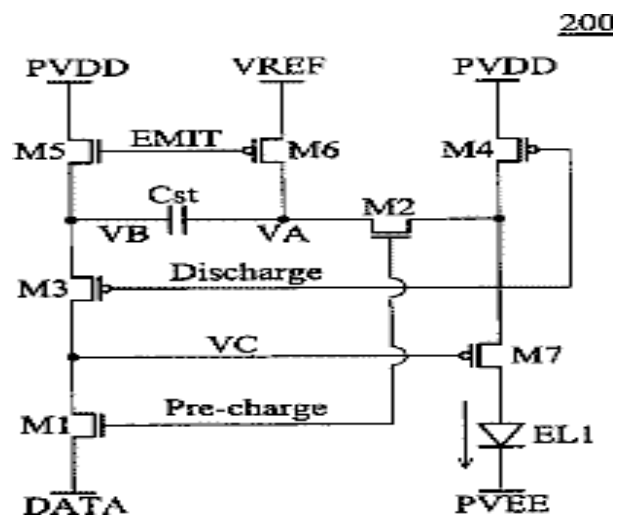 200
PVDD VREF PVDD
M5 EMIT M6 M4
Cst M2
VB VA
M3 Discharge
VC M7
M1 Pre-charge EL1
DATA PVEE